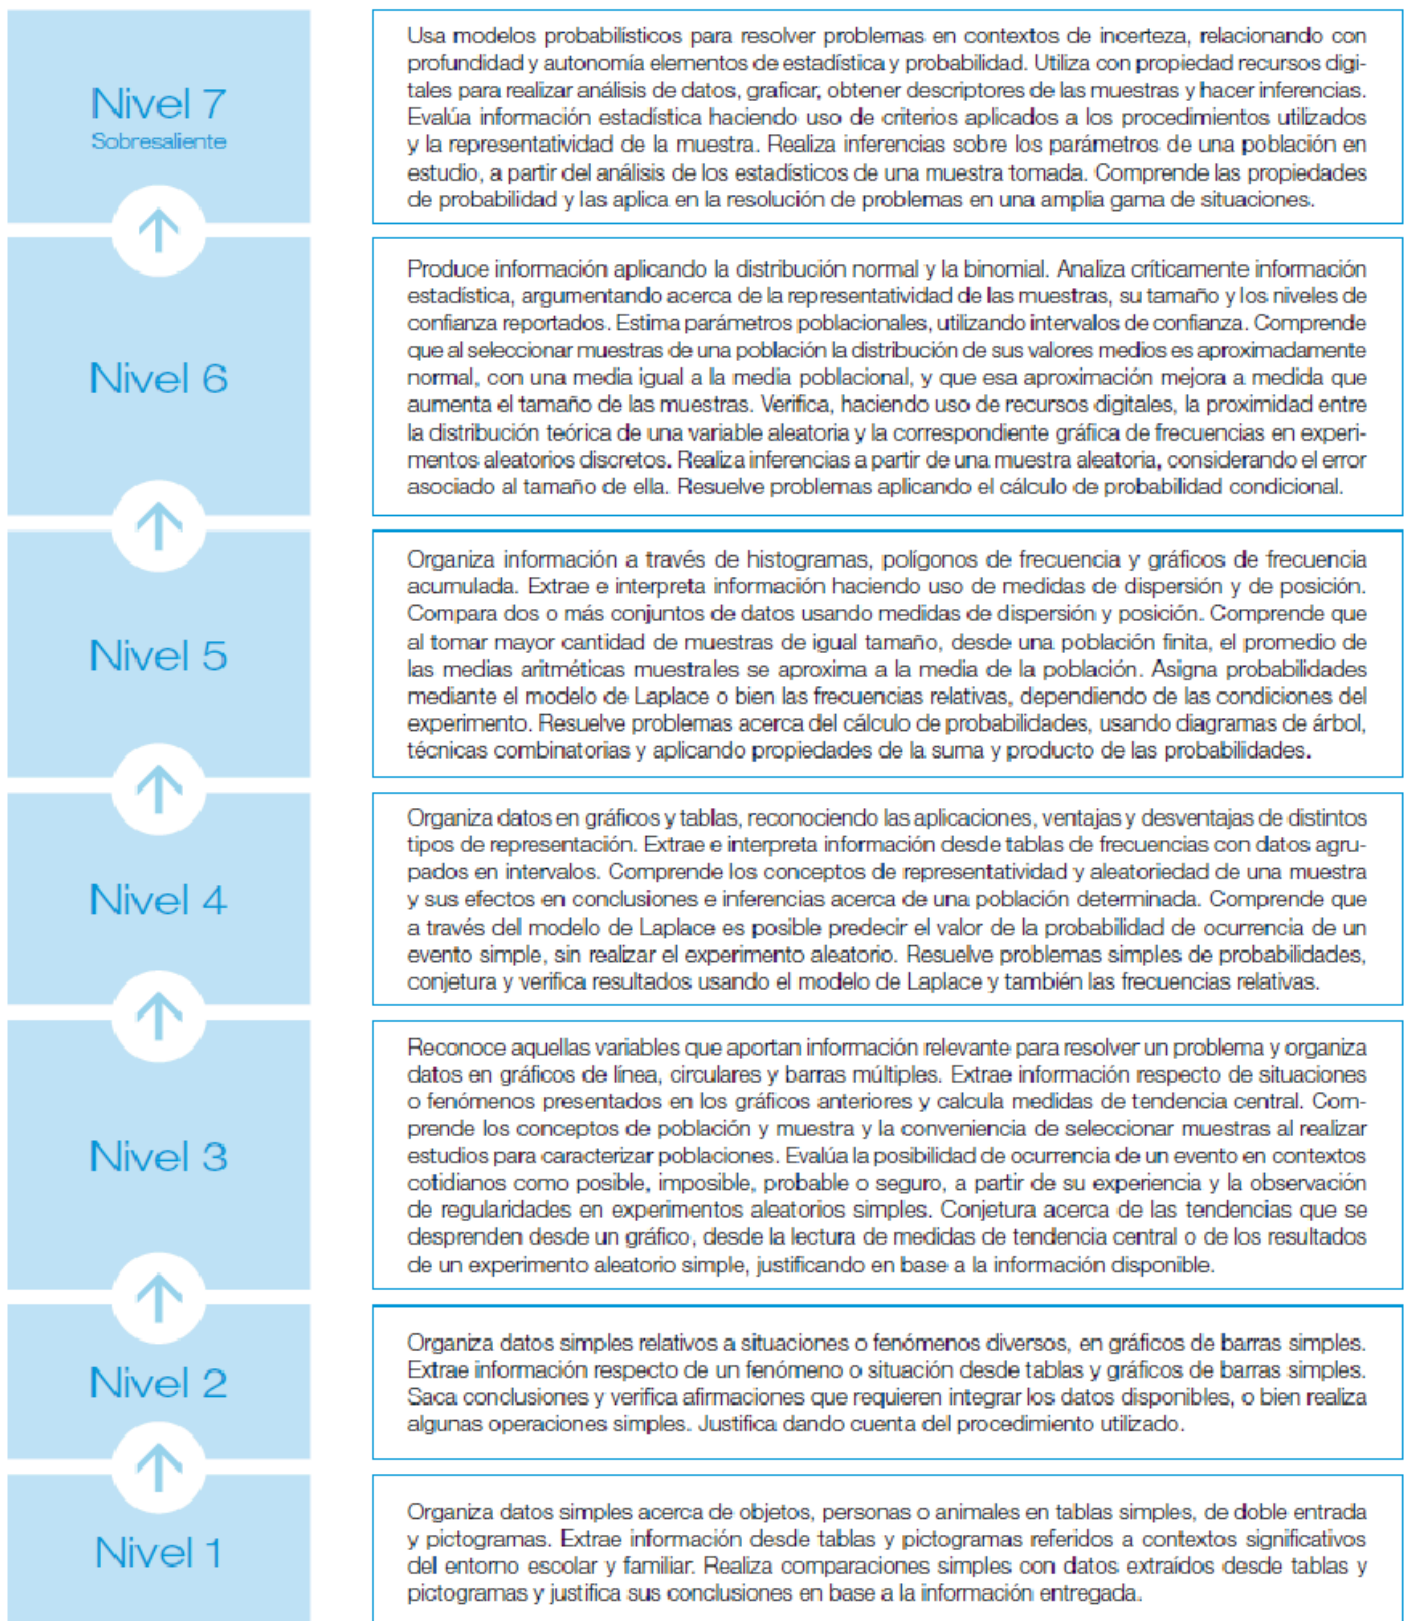 Nivel 7
Sobresaliente
Usa modelos probabilísticos para resolver problemas en contextos de incerteza, relacionando con
profundidad y autonomía elementos de estadística y probabilidad. Utiliza con propiedad recursos digi-
tales para realizar análisis de datos, graficar, obtener descriptores de las muestras y hacer inferencias.
Evalúa información estadística haciendo uso de criterios aplicados a los procedimientos utilizados
y la representatividad de la muestra. Realiza inferencias sobre los parámetros de una población en
estudio, a partir del análisis de los estadísticos de una muestra tomada. Comprende las propiedades
de probabilidad y las aplica en la resolución de problemas en una amplia gama de situaciones.
Nivel 6
Produce información aplicando la distribución normal y la binomial. Analiza críticamente información
estadística, argumentando acerca de la representatividad de las muestras, su tamaño y los niveles de
confianza reportados. Estima parámetros poblacionales, utilizando intervalos de confianza. Comprende
que al seleccionar muestras de una población la distribución de sus valores medios es aproximadamente
normal, con una media igual a la media poblacional, y que esa aproximación mejora a medida que
aumenta el tamaño de las muestras. Verifica, haciendo uso de recursos digitales, la proximidad entre
la distribución teórica de una variable aleatoria y la correspondiente gráfica de frecuencias en experi-
mentos aleatorios discretos. Realiza inferencias a partir de una muestra aleatoria, considerando el error
asociado al tamaño de ella. Resuelve problemas aplicando el cálculo de probabilidad condicional.
Nivel 5
Organiza información a través de histogramas, polígonos de frecuencia y gráficos de frecuencia
acumulada. Extrae e interpreta información haciendo uso de medidas de dispersión y de posición.
Compara dos o más conjuntos de datos usando medidas de dispersión y posición. Comprende que
al tomar mayor cantidad de muestras de igual tamaño, desde una población finita, el promedio de
las medias aritméticas muestrales se aproxima a la media de la población. Asigna probabilidades
mediante el modelo de Laplace o bien las frecuencias relativas, dependiendo de las condiciones del
experimento. Resuelve problemas acerca del cálculo de probabilidades, usando diagramas de árbol,
técnicas combinatorias y aplicando propiedades de la suma y producto de las probabilidades.
Nivel 4
Organiza datos en gráficos y tablas, reconociendo las aplicaciones, ventajas y desventajas de distintos
tipos de representación. Extrae e interpreta información desde tablas de frecuencias con datos agru-
pados en intervalos. Comprende los conceptos de representatividad y aleatoriedad de una muestra
y sus efectos en conclusiones e inferencias acerca de una población determinada. Comprende que
a través del modelo de Laplace es posible predecir el valor de la probabilidad de ocurrencia de un
evento simple, sin realizar el experimento aleatorio. Resuelve problemas simples de probabilidades,
conjetura y verifica resultados usando el modelo de Laplace y también las frecuencias relativas.
Nivel 3
Reconoce aquellas variables que aportan información relevante para resolver un problema y organiza
datos en gráficos de línea, circulares y barras múltiples. Extrae información respecto de situaciones
o fenómenos presentados en los gráficos anteriores y calcula medidas de tendencia central. Com-
prende los conceptos de población y muestra y la conveniencia de seleccionar muestras al realizar
estudios para caracterizar poblaciones. Evalúa la posibilidad de ocurrencia de un evento en contextos
cotidianos como posible, imposible, probable o seguro, a partir de su experiencia y la observación
de regularidades en experimentos aleatorios simples. Conjetura acerca de las tendencias que se
desprenden desde un gráfico, desde la lectura de medidas de tendencia central o de los resultados
de un experimento aleatorio simple, justificando en base a la información disponible.
Nivel 2
Organiza datos simples relativos a situaciones o fenómenos diversos, en gráficos de barras simples.
Extrae información respecto de un fenómeno o situación desde tablas y gráficos de barras simples.
Saca conclusiones y verifica afirmaciones que requieren integrar los datos disponibles, o bien realiza
algunas operaciones simples. Justifica dando cuenta del procedimiento utilizado.
Nivel 1
Organiza datos simples acerca de objetos, personas o animales en tablas simples, de doble entrada
y pictogramas. Extrae información desde tablas y pictogramas referidos a contextos significativos
del entorno escolar y familiar. Realiza comparaciones simples con datos extraídos desde tablas y
pictogramas y justifica sus conclusiones en base a la información entregada.